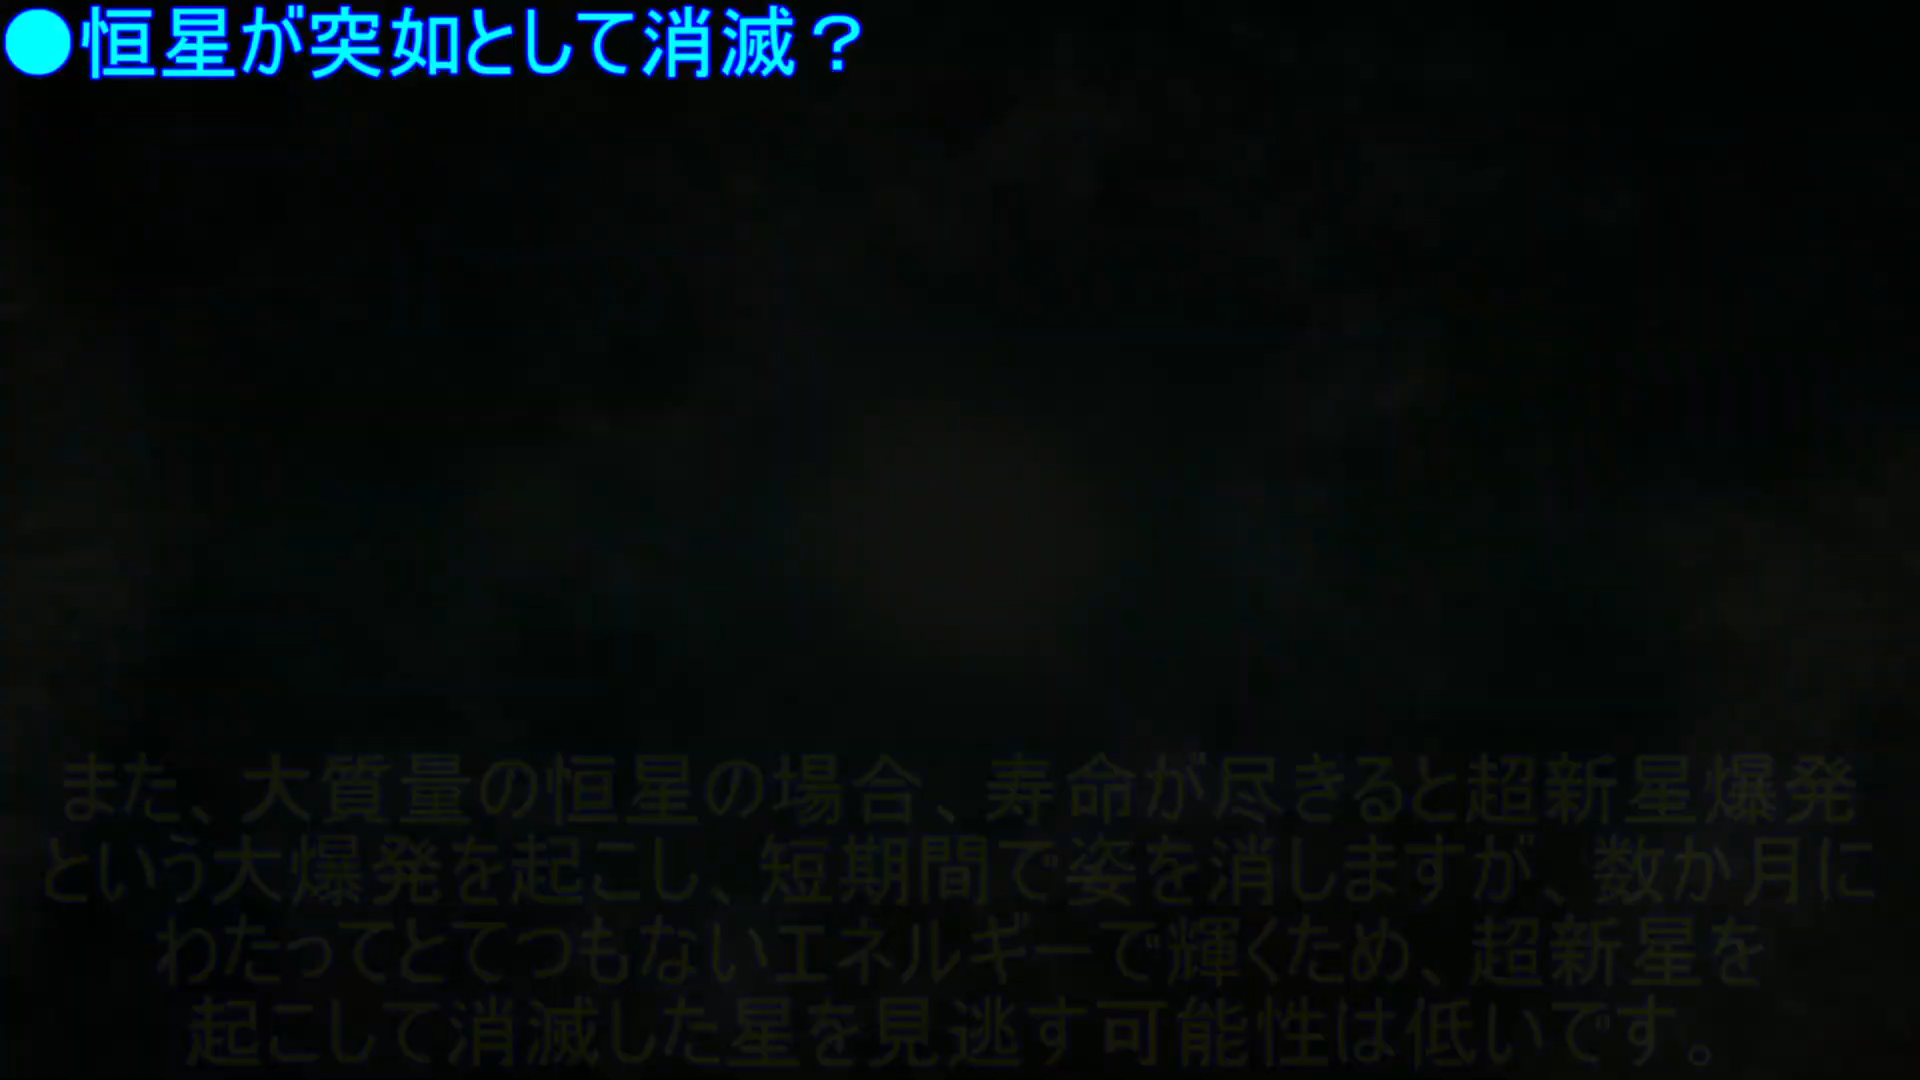 ●恒星が突如として消滅？
また、大質量の恒星の場合、寿命が尽きると超新星爆発
という大爆発を起こし、短期間で姿を消しますが、数か月に
わたってとてつもないエネルギーで輝くため、超新星を
起こして消滅した星を見逃す可能性は低いです。